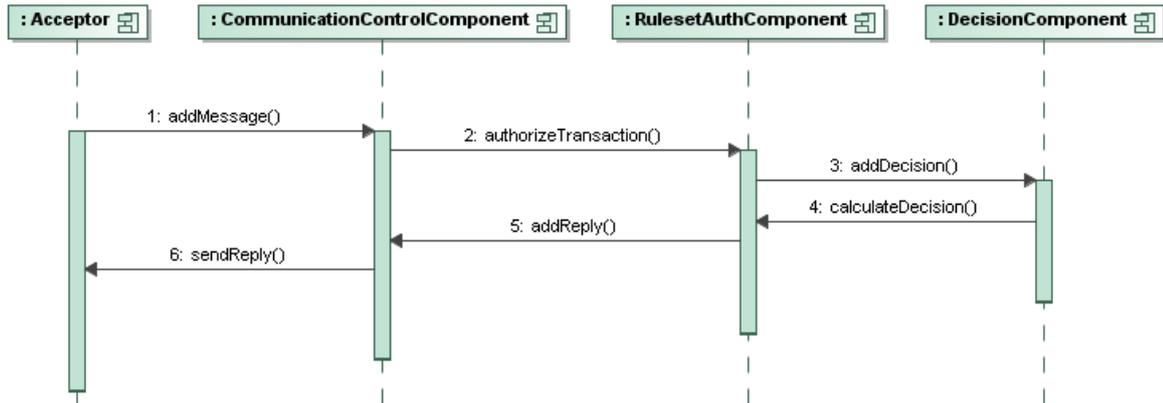 : Acceptor
: CommunicationControlComponent
: RulesetAuthComponent
: DecisionComponent
1: addMessage()
2: authorizeTransaction()
3: addDecision()
4: calculateDecision()
5: addReply()
6: sendReply()